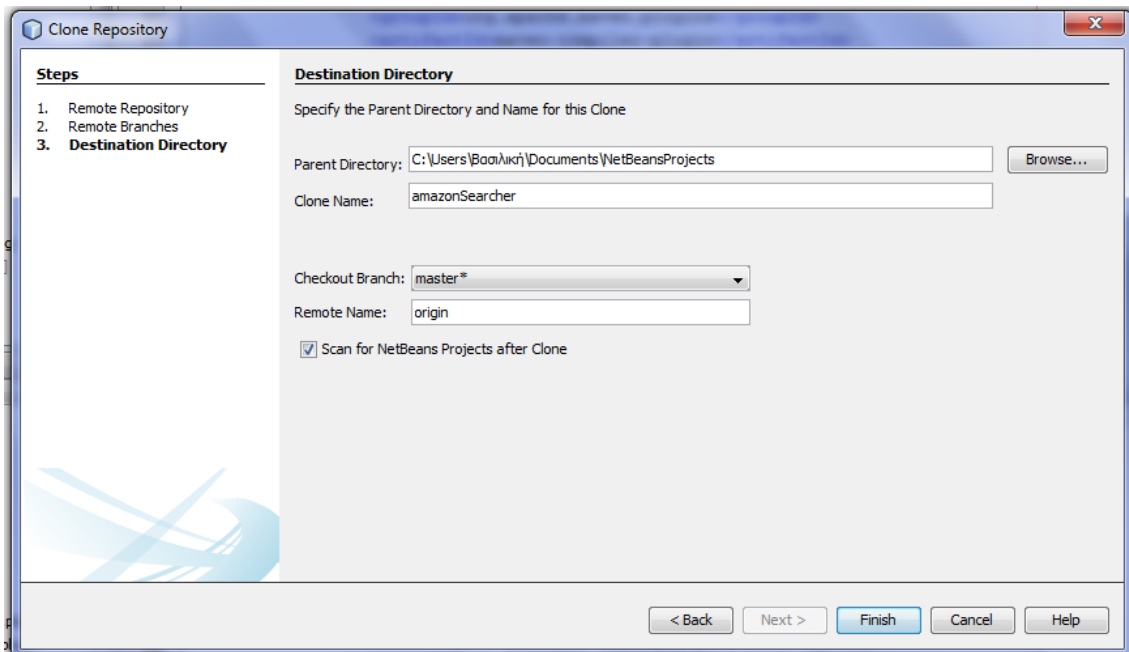 Clone Repository
Steps
1. Remote Repository
2. Remote Branches
3. Destination Directory
Destination Directory
Specify the Parent Directory and Name for this Clone
Parent Directory: C:\Users\Βασιλική\Documents\NetBeansProjects Browse...
Clone Name: amazonSearcher
Checkout Branch: master*
Remote Name: origin
Scan for NetBeans Projects after Clone
< Back Next > Finish Cancel Help